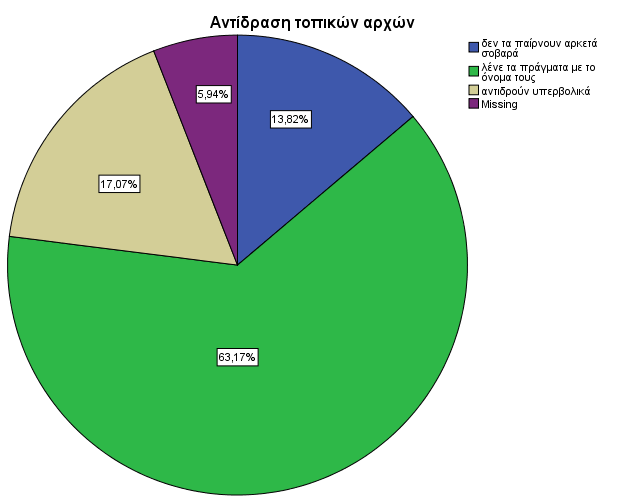 Αντίδραση τοπικών αρχών
δεν τα παίρνουν αρκετά
σοβαρά
λένε τα πράγματα με το
όνομα τους
αντιδρούν υπερβολικά
Missing
5,94%
13,82%
17,07%
63,17%